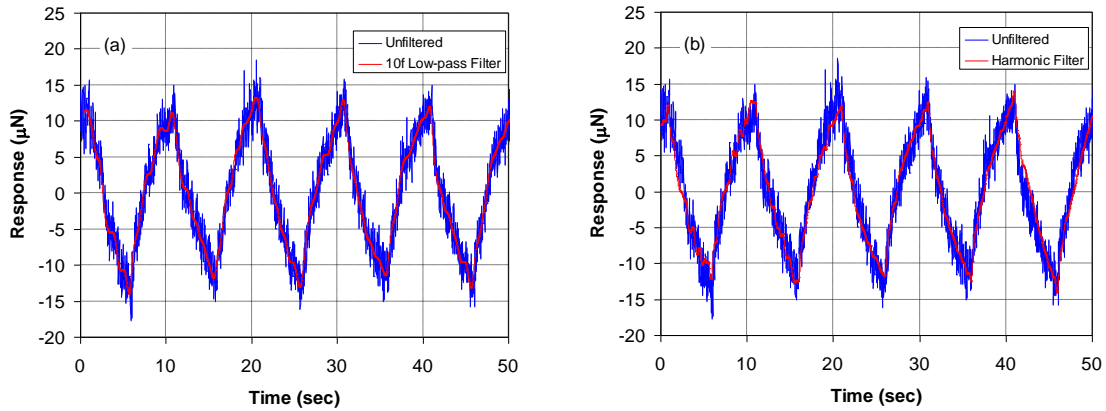 25
20
15
10
5
0
-5
-10
-15
-20
Response (µN)
(a)
Unfiltered
10f Low-pass Filter
0 10 20 30 40 50
Time (sec)
25
20
15
10
5
0
-5
-10
-15
-20
Response (µN)
(b)
Unfiltered
Harmonic Filter
0 10 20 30 40 50
Time (sec)